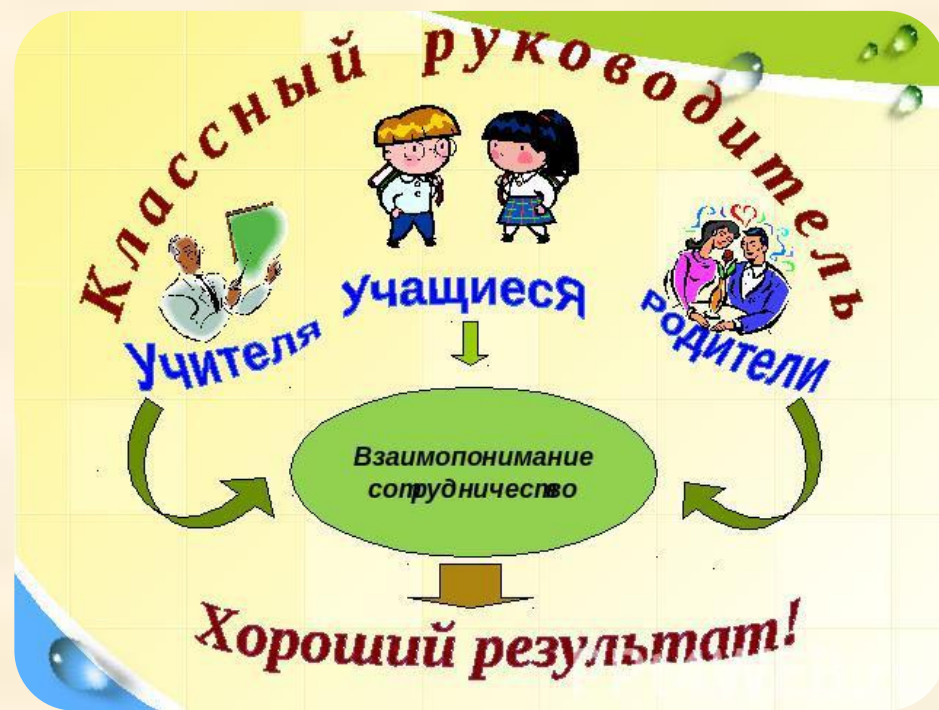 Классный руководитель
Учащиеся
Учителя
Родители
Взаимопонимание
сотрудничество
Хороший результат!